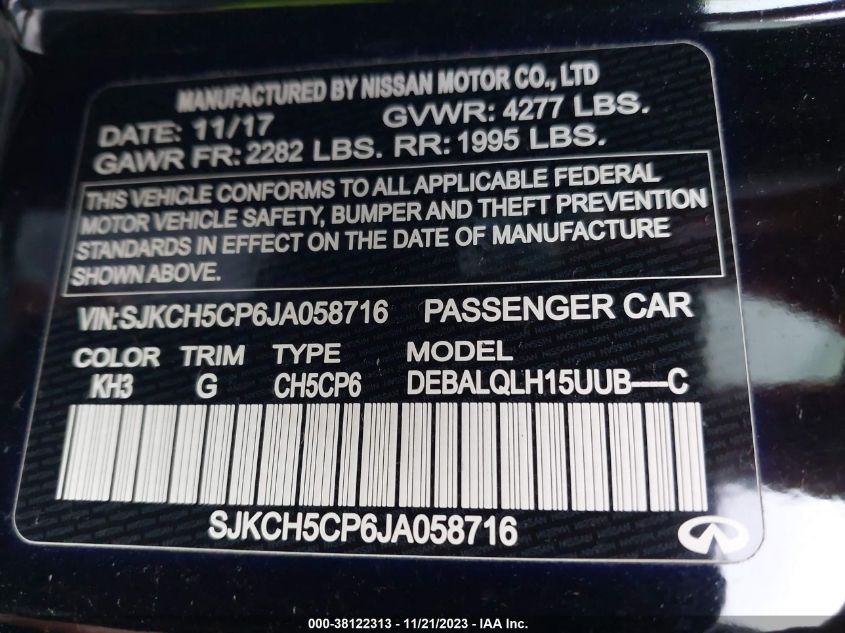 MANUFACTURED BY NISSAN MOTOR CO., LTD
DATE: 11/17 GVWR: 4277 LBS.
GAWR FR: 2282 LBS. RR: 1995 LBS.
THIS VEHICLE CONFORMS TO ALL APPLICABLE FEDERAL
MOTOR VEHICLE SAFETY, BUMPER AND THEFT PREVENTION
STANDARDS IN EFFECT ON THE DATE OF MANUFACTURE
SHOWN ABOVE.
VIN:SJKCH5CP6JA058716 PASSENGER CAR
COLOR TRIM TYPE MODEL
KH3 G CH5CP6 DEBALQLH15UUB----C
SJKCH5CP6JA058716
000-38122313 - 11/21/2023 - IAA Inc.